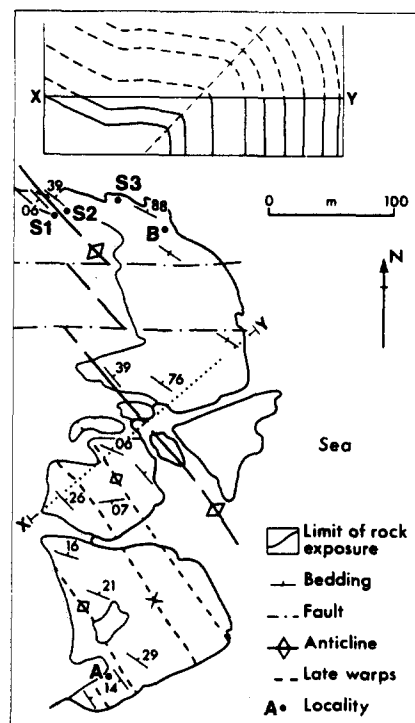 X Y
39 S3 88
06 S2
S1 B
0 m 100
N
39 76
Y
06 Sea
26
X 07
16
21
29
A
14
Limit of rock
exposure
Bedding
Fault
Anticline
Late warps
A• Locality